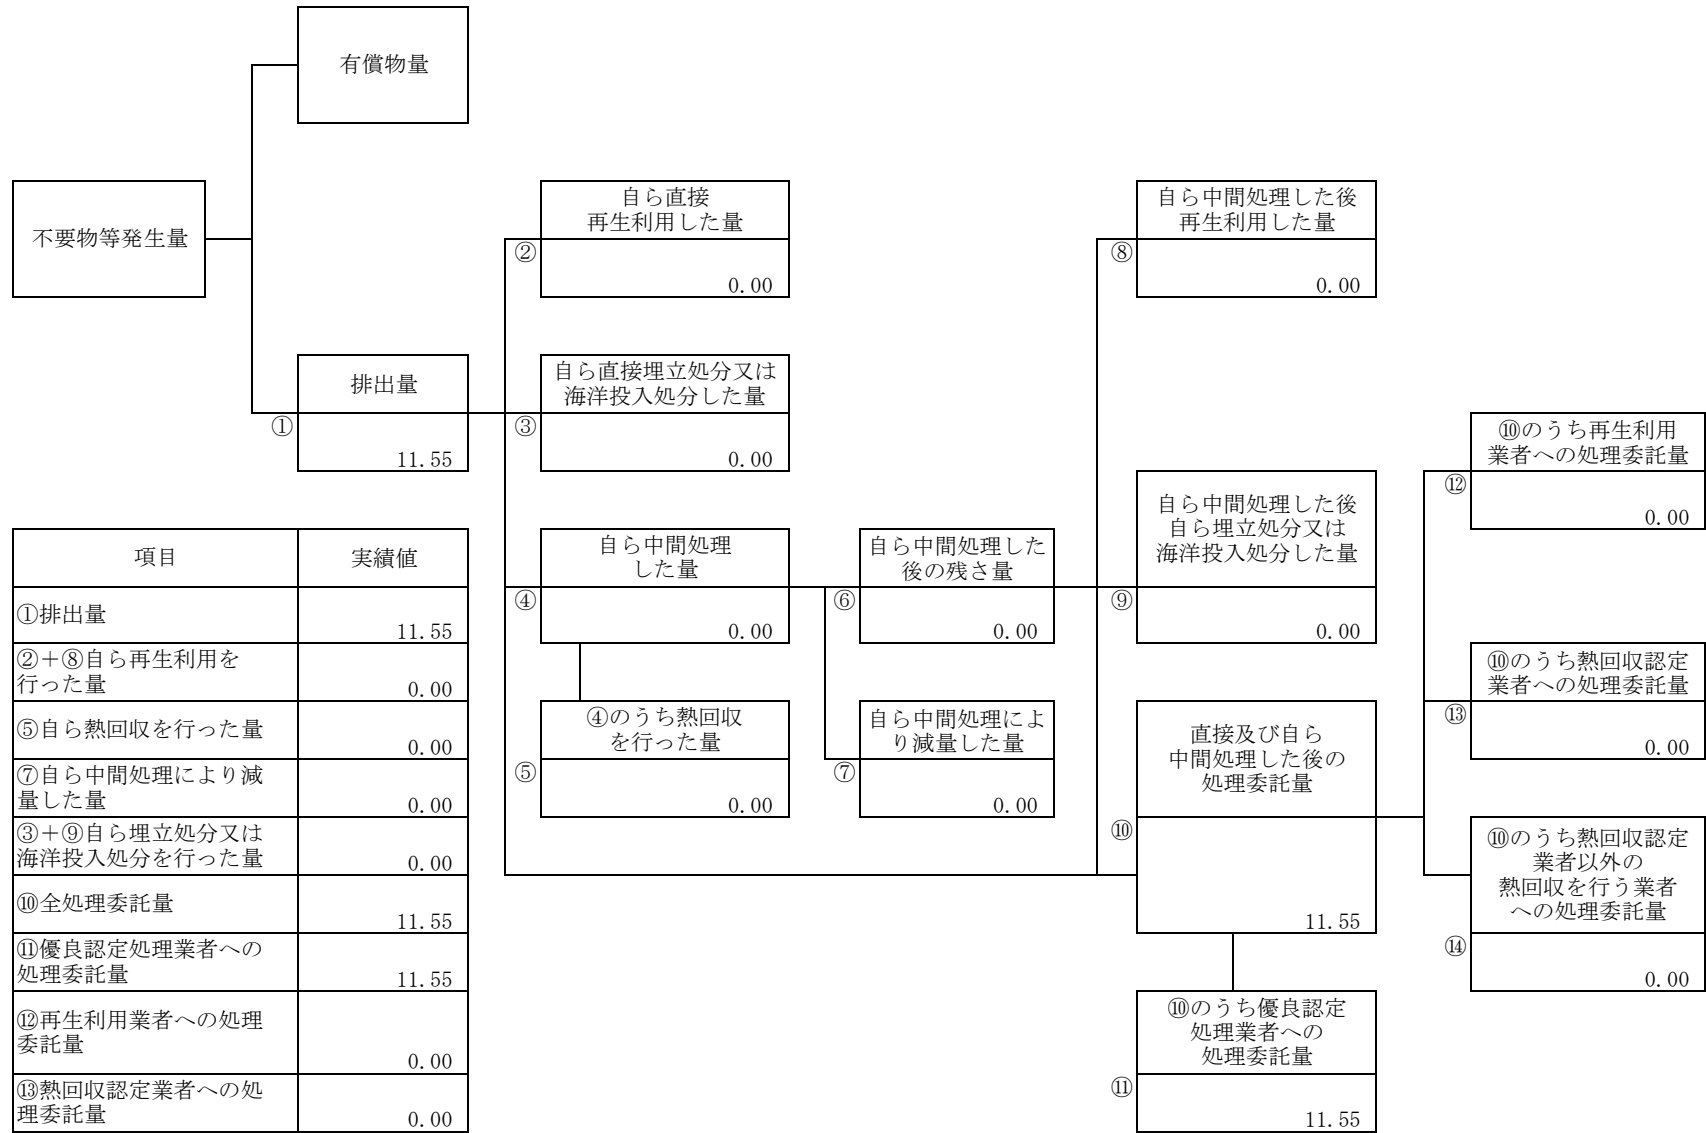 有償物量
不要物等発生量
自ら直接
再生利用した量
②
0.00
自ら中間処理した後
再生利用した量
⑧
0.00
排出量
①
11.55
自ら直接埋立処分又は
海洋投入処分した量
③
0.00
⑩のうち再生利用
業者への処理委託量
⑫
0.00
自ら中間処理
した量
④
0.00
自ら中間処理した
後の残さ量
⑥
0.00
自ら中間処理した後
自ら埋立処分又は
海洋投入処分した量
⑨
0.00
⑩のうち熱回収認定
業者への処理委託量
⑬
0.00
④のうち熱回収
を行った量
⑤
0.00
自ら中間処理によ
り減量した量
⑦
0.00
直接及び自ら
中間処理した後の
処理委託量
⑩
11.55
⑩のうち熱回収認定
業者以外の
熱回収を行う業者
への処理委託量
⑭
0.00
⑩のうち優良認定
処理業者への
処理委託量
⑪
11.55
項目 実績値
①排出量
11.55
②+⑧自ら再生利用を
行った量
0.00
⑤自ら熱回収を行った量
0.00
⑦自ら中間処理により減
量した量
0.00
③+⑨自ら埋立処分又は
海洋投入処分を行った量
0.00
⑩全処理委託量
11.55
⑪優良認定処理業者への
処理委託量
11.55
⑫再生利用業者への処理
委託量
0.00
⑬熱回収認定業者への処
理委託量
0.00